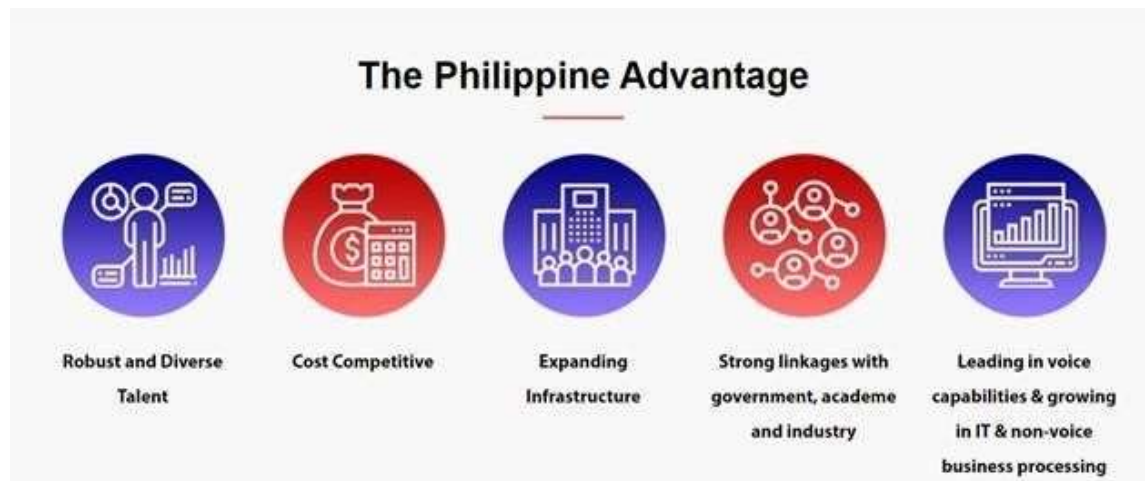 The Philippine Advantage
Robust and Diverse
Talent
Cost Competitive
Expanding
Infrastructure
Strong linkages with
government, academe
and industry
Leading in voice
capabilities & growing
in IT & non-voice
business processing